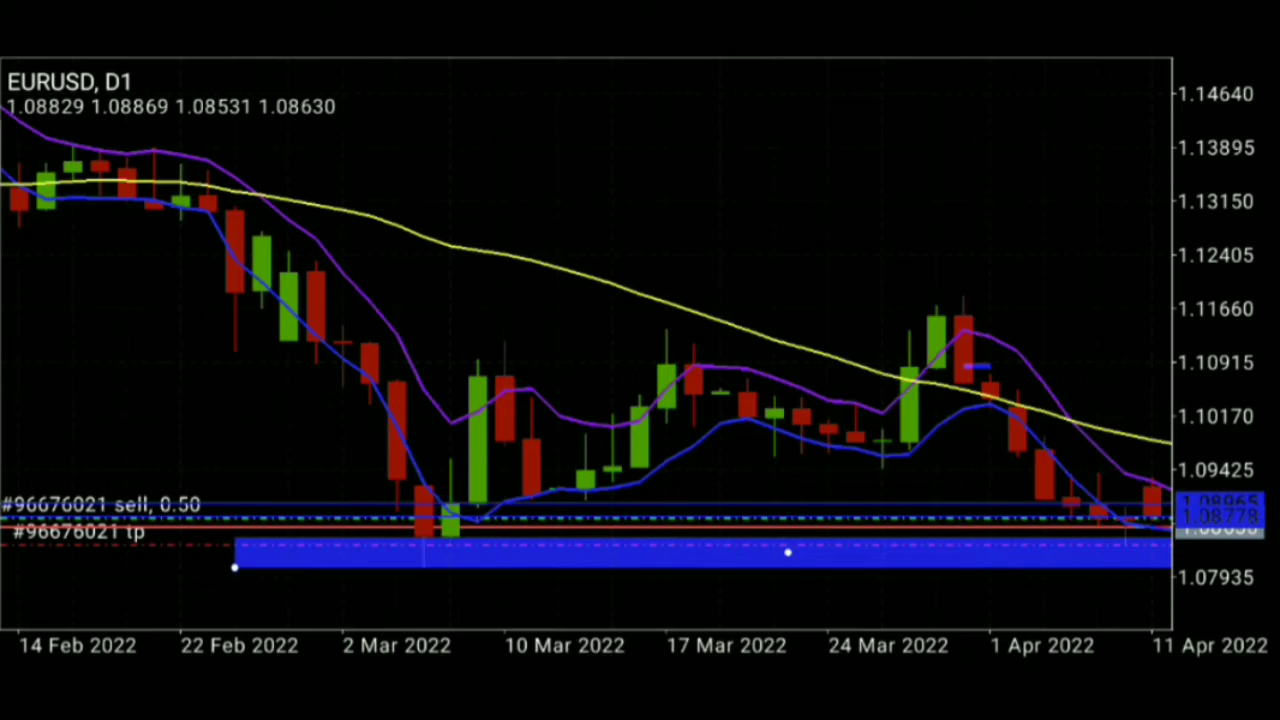 EURUSD, D1
1.08829 1.08869 1.08531 1.08630
1.14640
1.13895
1.13150
1.12405
1.11660
1.10915
1.10170
1.09425
#96676021 sell, 0.50
1.08965
1.08778
#96676021 tp
1.08630
1.07935
14 Feb 2022 22 Feb 2022 2 Mar 2022 10 Mar 2022 17 Mar 2022 24 Mar 2022 1 Apr 2022 11 Apr 2022